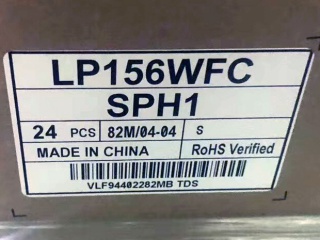 LP156WFC
SPH1
24 PCS 82M/04-04 S
MADE IN CHINA RoHS Verified
VLF94402282MB TDS